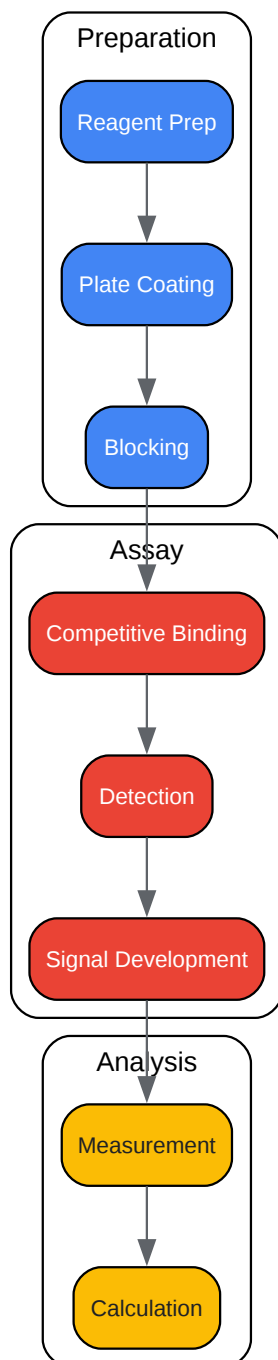 Preparation
Reagent Prep
Plate Coating
Blocking
Assay
Competitive Binding
Detection
Signal Development
Analysis
Measurement
Calculation